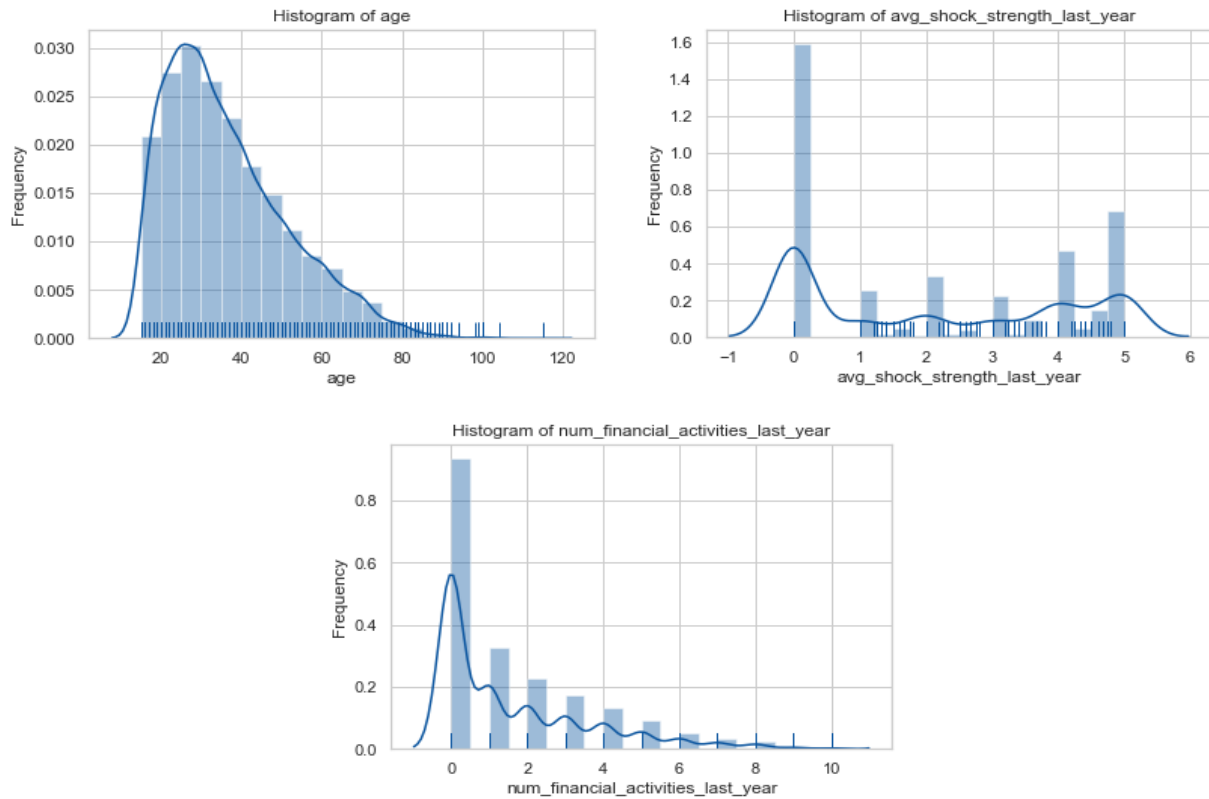 Histogram of age
Frequency
0.030
0.025
0.020
0.015
0.010
0.005
0.000
20 40 60 80 100 120
age
Histogram of avg_shock_strength_last_year
Frequency
1.6
1.4
1.2
1.0
0.8
0.6
0.4
0.2
0.0
−1 0 1 2 3 4 5 6
avg_shock_strength_last_year
Histogram of num_financial_activities_last_year
Frequency
0.8
0.6
0.4
0.2
0.0
0 2 4 6 8 10
num_financial_activities_last_year